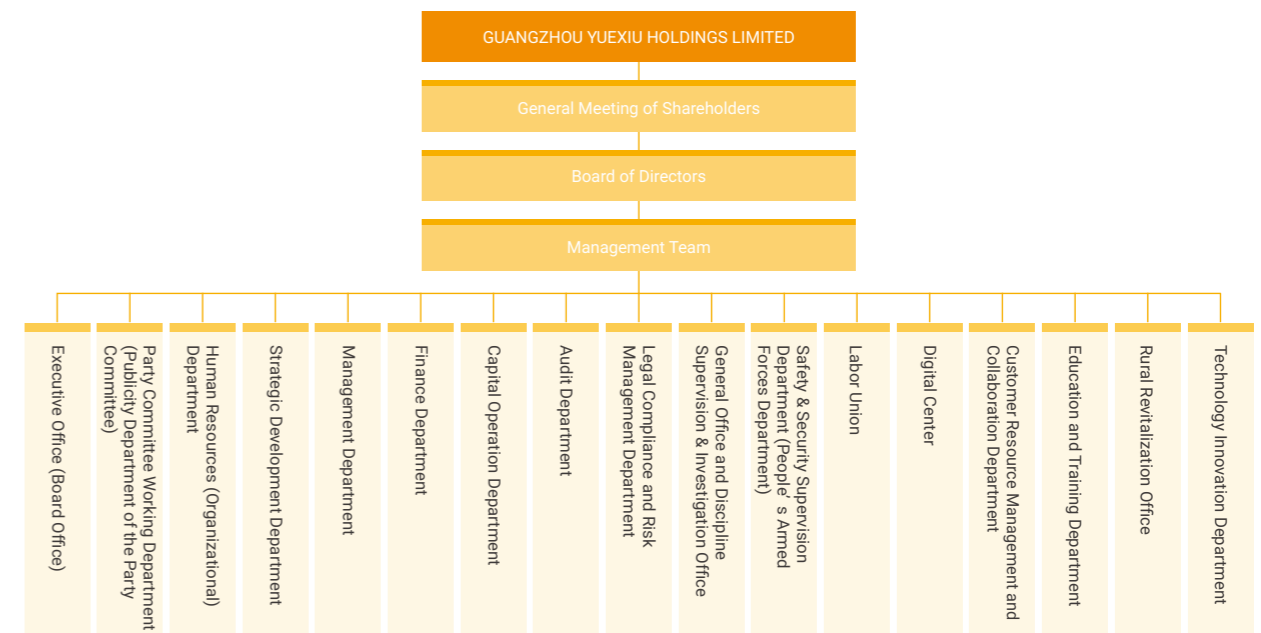 GUANGZHOU YUEXIU HOLDINGS LIMITED
General Meeting of Shareholders
Board of Directors
Management Team
Executive Office (Board Office)
Party Committee Working Department
(Publicity Department of the Party
Committee)
Human Resources (Organizational)
Department
Strategic Development Department
Management Department
Finance Department
Capital Operation Department
Audit Department
Legal Compliance and Risk
Management Department
General Office and Discipline
Supervision & Investigation Office
Safety & Security Supervision
Department (People’s Armed
Forces Department)
Labor Union
Digital Center
Customer Resource Management and
Collaboration Department
Education and Training Department
Rural Revitalization Office
Technology Innovation Department